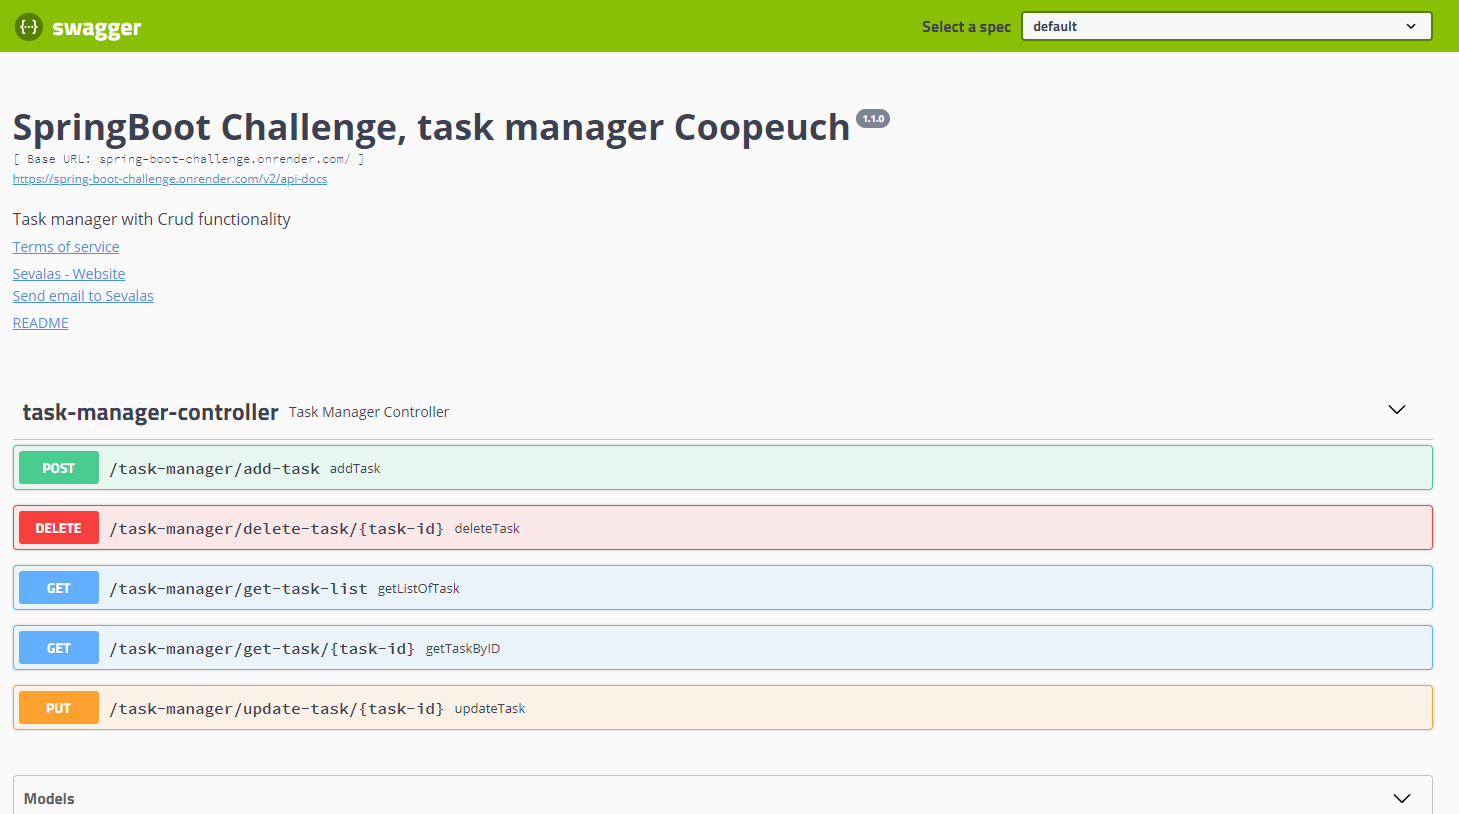 {···} swagger
Select a spec default
SpringBoot Challenge, task manager Coopeuch 1.1.0
[ Base URL: spring-boot-challenge.onrender.com/ ]
https://spring-boot-challenge.onrender.com/v2/api-docs
Task manager with Crud functionality
Terms of service
Sevalas - Website
Send email to Sevalas
README
task-manager-controller Task Manager Controller
POST /task-manager/add-task addTask
DELETE /task-manager/delete-task/{task-id} deleteTask
GET /task-manager/get-task-list getListOfTask
GET /task-manager/get-task/{task-id} getTaskByID
PUT /task-manager/update-task/{task-id} updateTask
Models